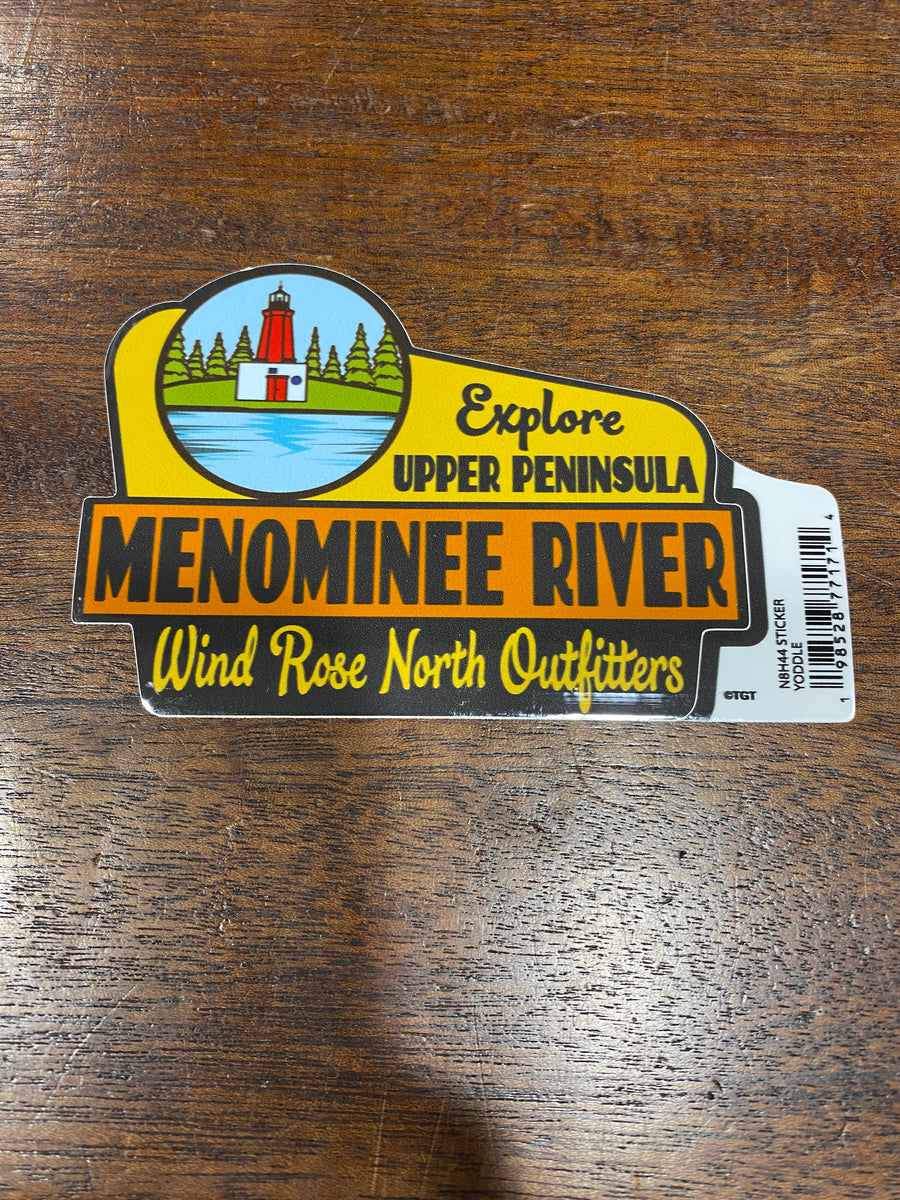 Explore
UPPER PENINSULA
MENOMINEE RIVER
Wind Rose North Outfitters
©TGT
N8H44 STICKER
YODDLE
1 98528 77171 4